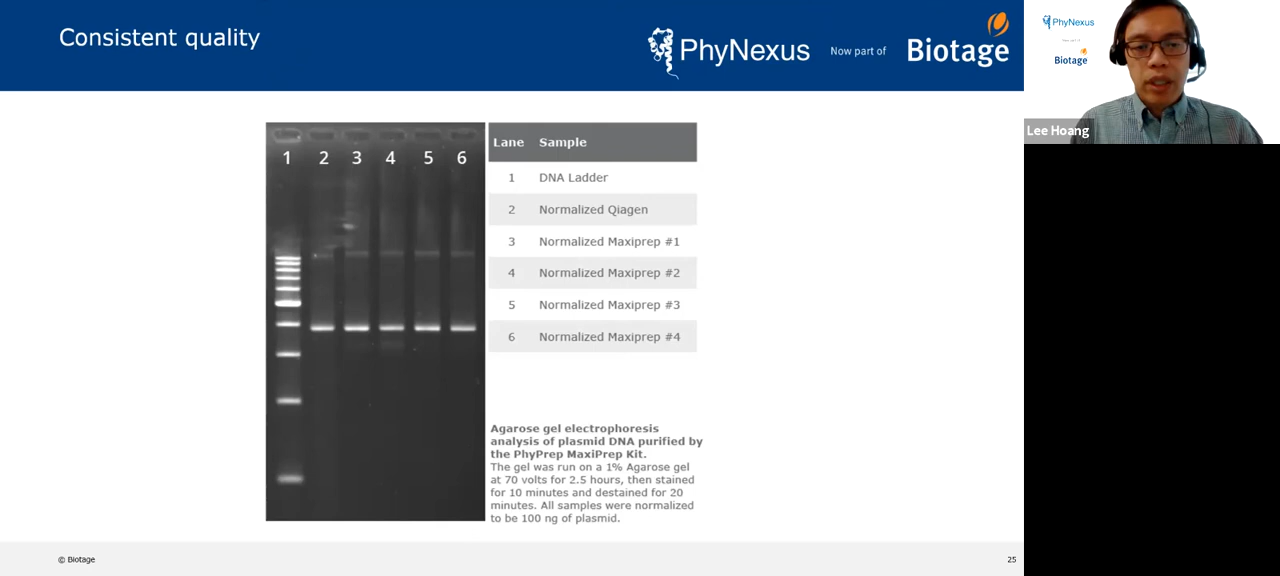 Consistent quality
PhyNexus
Now part of
Biotage
PhyNexus
Biotage
Lee Hoang
1 2 3 4 5 6
Lane Sample
1 DNA Ladder
2 Normalized Qiagen
3 Normalized Maxiprep #1
4 Normalized Maxiprep #2
5 Normalized Maxiprep #3
6 Normalized Maxiprep #4
Agarose gel electrophoresis
analysis of plasmid DNA purified by
the PhyPrep MaxiPrep Kit.
The gel was run on a 1% Agarose gel
at 70 volts for 2.5 hours, then stained
for 10 minutes and destained for 20
minutes. All samples were normalized
to be 100 ng of plasmid.
© Biotage
25